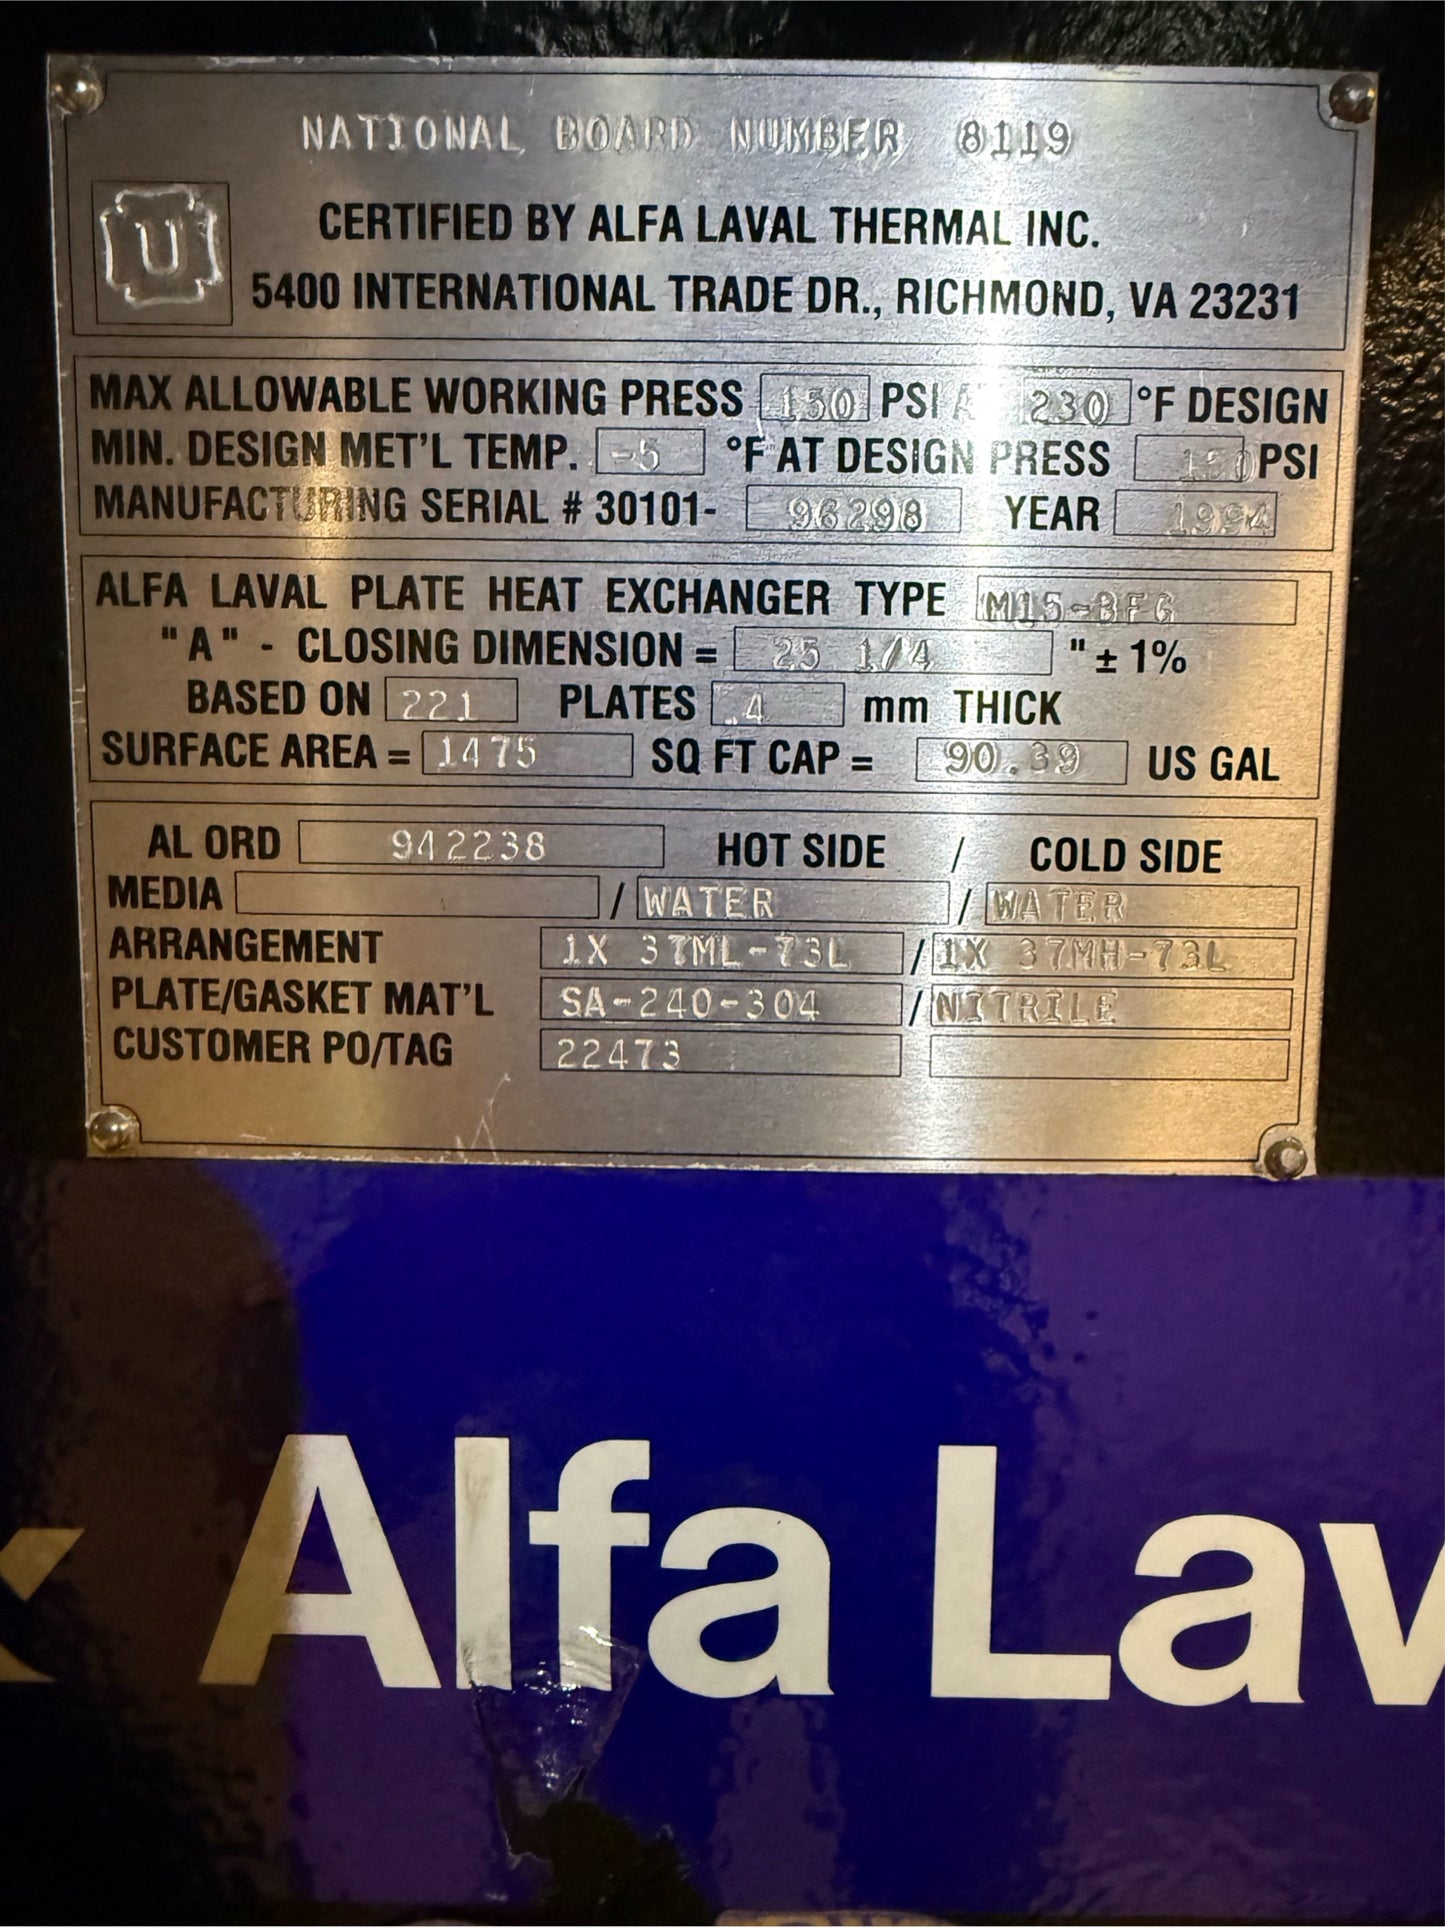 NATIONAL BOARD NUMBER 8119
U
CERTIFIED BY ALFA LAVAL THERMAL INC.
5400 INTERNATIONAL TRADE DR., RICHMOND, VA 23231
MAX ALLOWABLE WORKING PRESS 150 PSI A 230 °F DESIGN
MIN. DESIGN MET'L TEMP. -5 °F AT DESIGN PRESS 150 PSI
MANUFACTURING SERIAL # 30101- 96298 YEAR 1994
ALFA LAVAL PLATE HEAT EXCHANGER TYPE M15-BFG
"A" - CLOSING DIMENSION = 25 1/4 " ± 1%
BASED ON 221 PLATES .4 mm THICK
SURFACE AREA = 1475 SQ FT CAP = 90.39 US GAL
AL ORD 942238 HOT SIDE / COLD SIDE
MEDIA / WATER / WATER
ARRANGEMENT 1X 37ML-73L / 1X 37MH-73L
PLATE/GASKET MAT'L SA-240-304 / NITRILE
CUSTOMER PO/TAG 22473
Alfa Lav